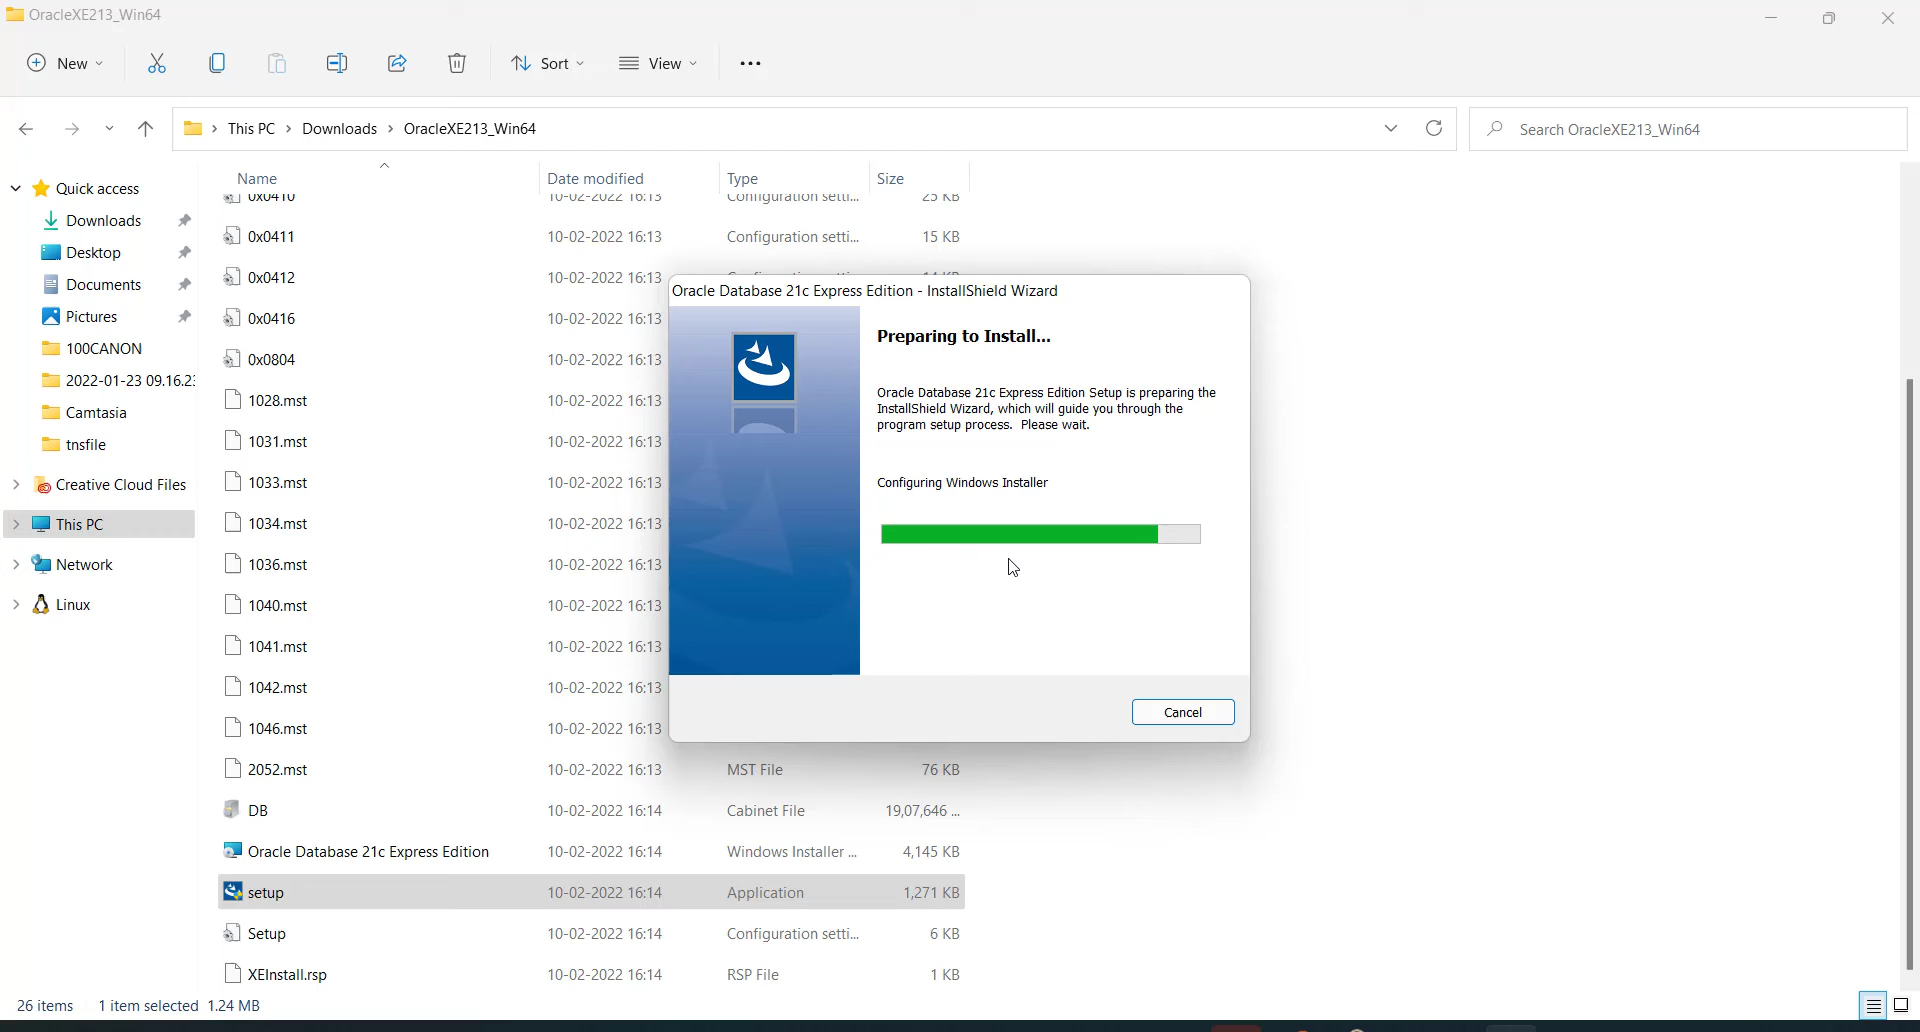 OracleXE213_Win64
New
Sort
View
This PC > Downloads > OracleXE213_Win64
Search OracleXE213_Win64
Name Date modified Type Size
Quick access
Downloads
Desktop
Documents
Pictures
100CANON
2022-01-23 09.16.23
Camtasia
tnsfile
Creative Cloud Files
This PC
Network
Linux
0x0410 10-02-2022 16:13 Configuration setti... 25 KB
0x0411 10-02-2022 16:13 Configuration setti... 15 KB
0x0412 10-02-2022 16:13
0x0416 10-02-2022 16:13
0x0804 10-02-2022 16:13
1028.mst 10-02-2022 16:13
1031.mst 10-02-2022 16:13
1033.mst 10-02-2022 16:13
1034.mst 10-02-2022 16:13
1036.mst 10-02-2022 16:13
1040.mst 10-02-2022 16:13
1041.mst 10-02-2022 16:13
1042.mst 10-02-2022 16:13
1046.mst 10-02-2022 16:13
2052.mst 10-02-2022 16:13 MST File 76 KB
DB 10-02-2022 16:14 Cabinet File 19,07,646 ...
Oracle Database 21c Express Edition 10-02-2022 16:14 Windows Installer ... 4,145 KB
setup 10-02-2022 16:14 Application 1,271 KB
Setup 10-02-2022 16:14 Configuration setti... 6 KB
XEInstall.rsp 10-02-2022 16:14 RSP File 1 KB
Oracle Database 21c Express Edition - InstallShield Wizard
Preparing to Install...
Oracle Database 21c Express Edition Setup is preparing the
InstallShield Wizard, which will guide you through the
program setup process. Please wait.
Configuring Windows Installer
Cancel
26 items 1 item selected 1.24 MB